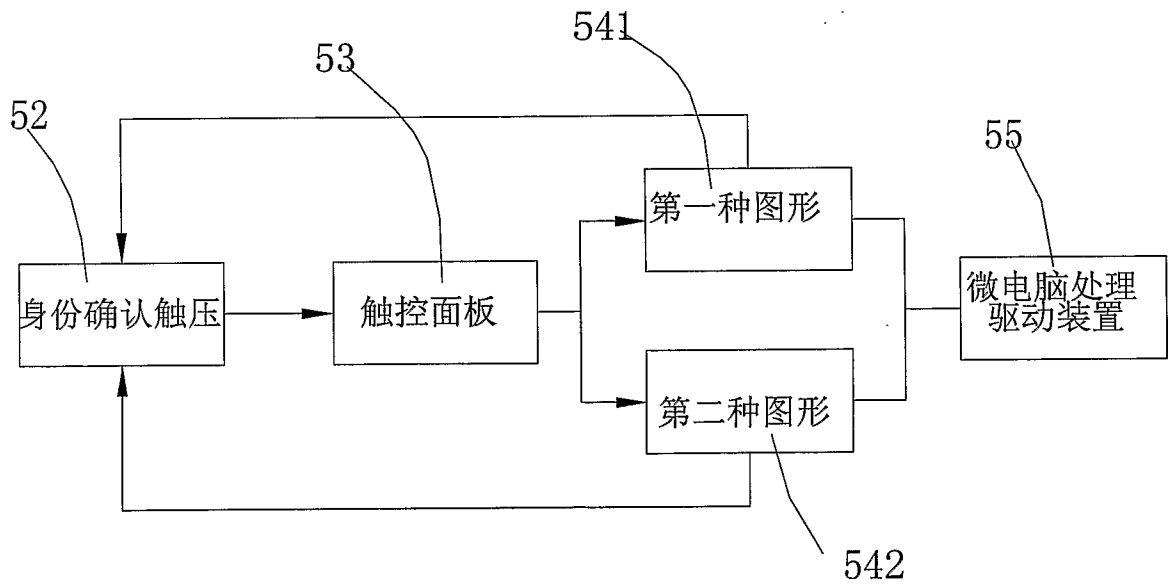 541
53
52
55
第一种图形
身份确认触压
触控面板
微电脑处理
驱动装置
第二种图形
542